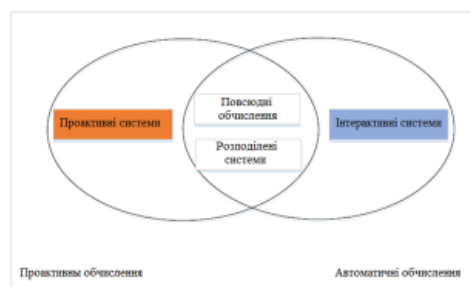 Повсюдні
обчислення
Проактивні системи
Інтерактивні системи
Розподілені
системи
Проактивны обчислення
Автоматичні обчислення